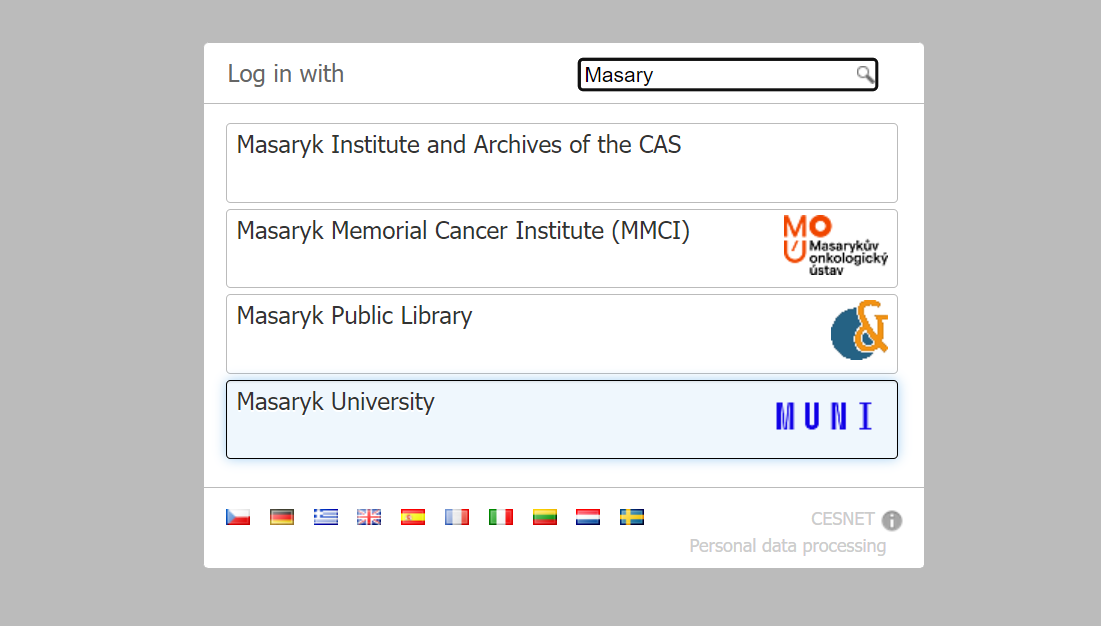 Log in with
Masary
Masaryk Institute and Archives of the CAS
Masaryk Memorial Cancer Institute (MMCI)
MOU
Masarykův
onkologický
ústav
Masaryk Public Library
&
Masaryk University
MUNI
CESNET
Personal data processing